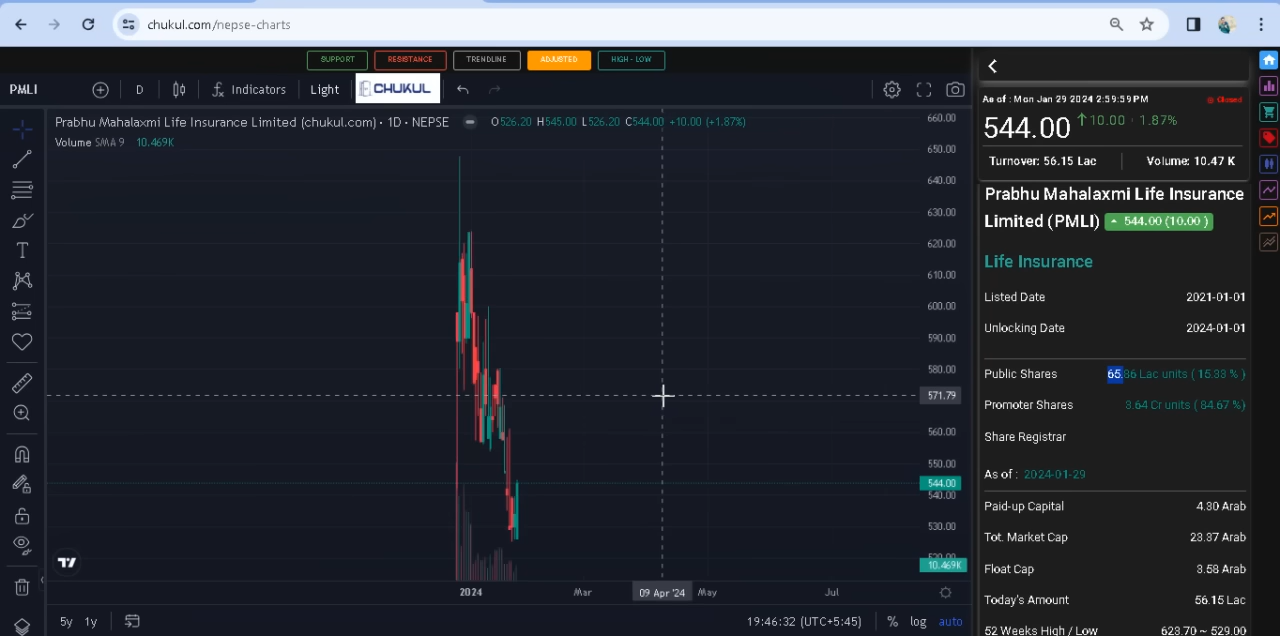 chukul.com/nepse-charts
SUPPORT
RESISTANCE
TRENDLINE
ADJUSTED
HIGH - LOW
PMLI
D
Indicators
Light
CHUKUL
Prabhu Mahalaxmi Life Insurance Limited (chukul.com) · 1D · NEPSE
O526.20 H545.00 L526.20 C544.00 +10.00 (+1.87%)
Volume SMA 9 10.469K
660.00
650.00
640.00
630.00
620.00
610.00
600.00
590.00
580.00
571.79
560.00
550.00
544.00
540.00
530.00
520.00
10.469K
2024
Mar
09 Apr '24
May
Jul
5y
1y
19:46:32 (UTC+5:45)
%
log
auto
As of : Mon Jan 29 2024 2:59:59 PM
Closed
544.00
10.00 · 1.87%
Turnover: 56.15 Lac
Volume: 10.47 K
Prabhu Mahalaxmi Life Insurance
Limited (PMLI)
544.00 (10.00 )
Life Insurance
Listed Date 2021-01-01
Unlocking Date 2024-01-01
Public Shares 65.86 Lac units ( 15.33 % )
Promoter Shares 3.64 Cr units ( 84.67 %)
Share Registrar
As of : 2024-01-29
Paid-up Capital 4.30 Arab
Tot. Market Cap 23.37 Arab
Float Cap 3.58 Arab
Today's Amount 56.15 Lac
52 Weeks High / Low 623.70 ~ 529.00